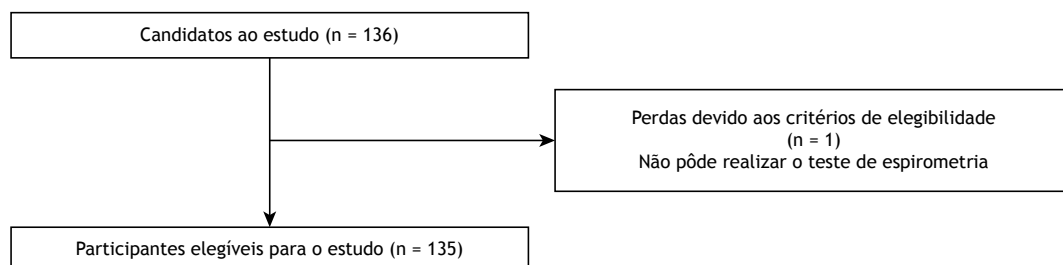 Candidatos ao estudo (n = 136)
Perdas devido aos critérios de elegibilidade
(n = 1)
Não pôde realizar o teste de espirometria
Participantes elegíveis para o estudo (n = 135)